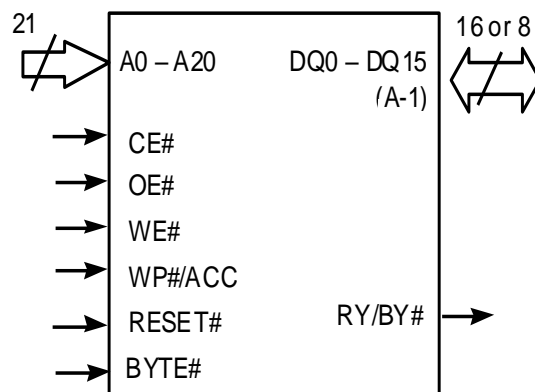 21
16 or 8
A0 – A20
DQ0 – DQ15
(A-1)
CE#
OE#
WE#
WP#/ACC
RESET#
RY/BY#
BYTE#